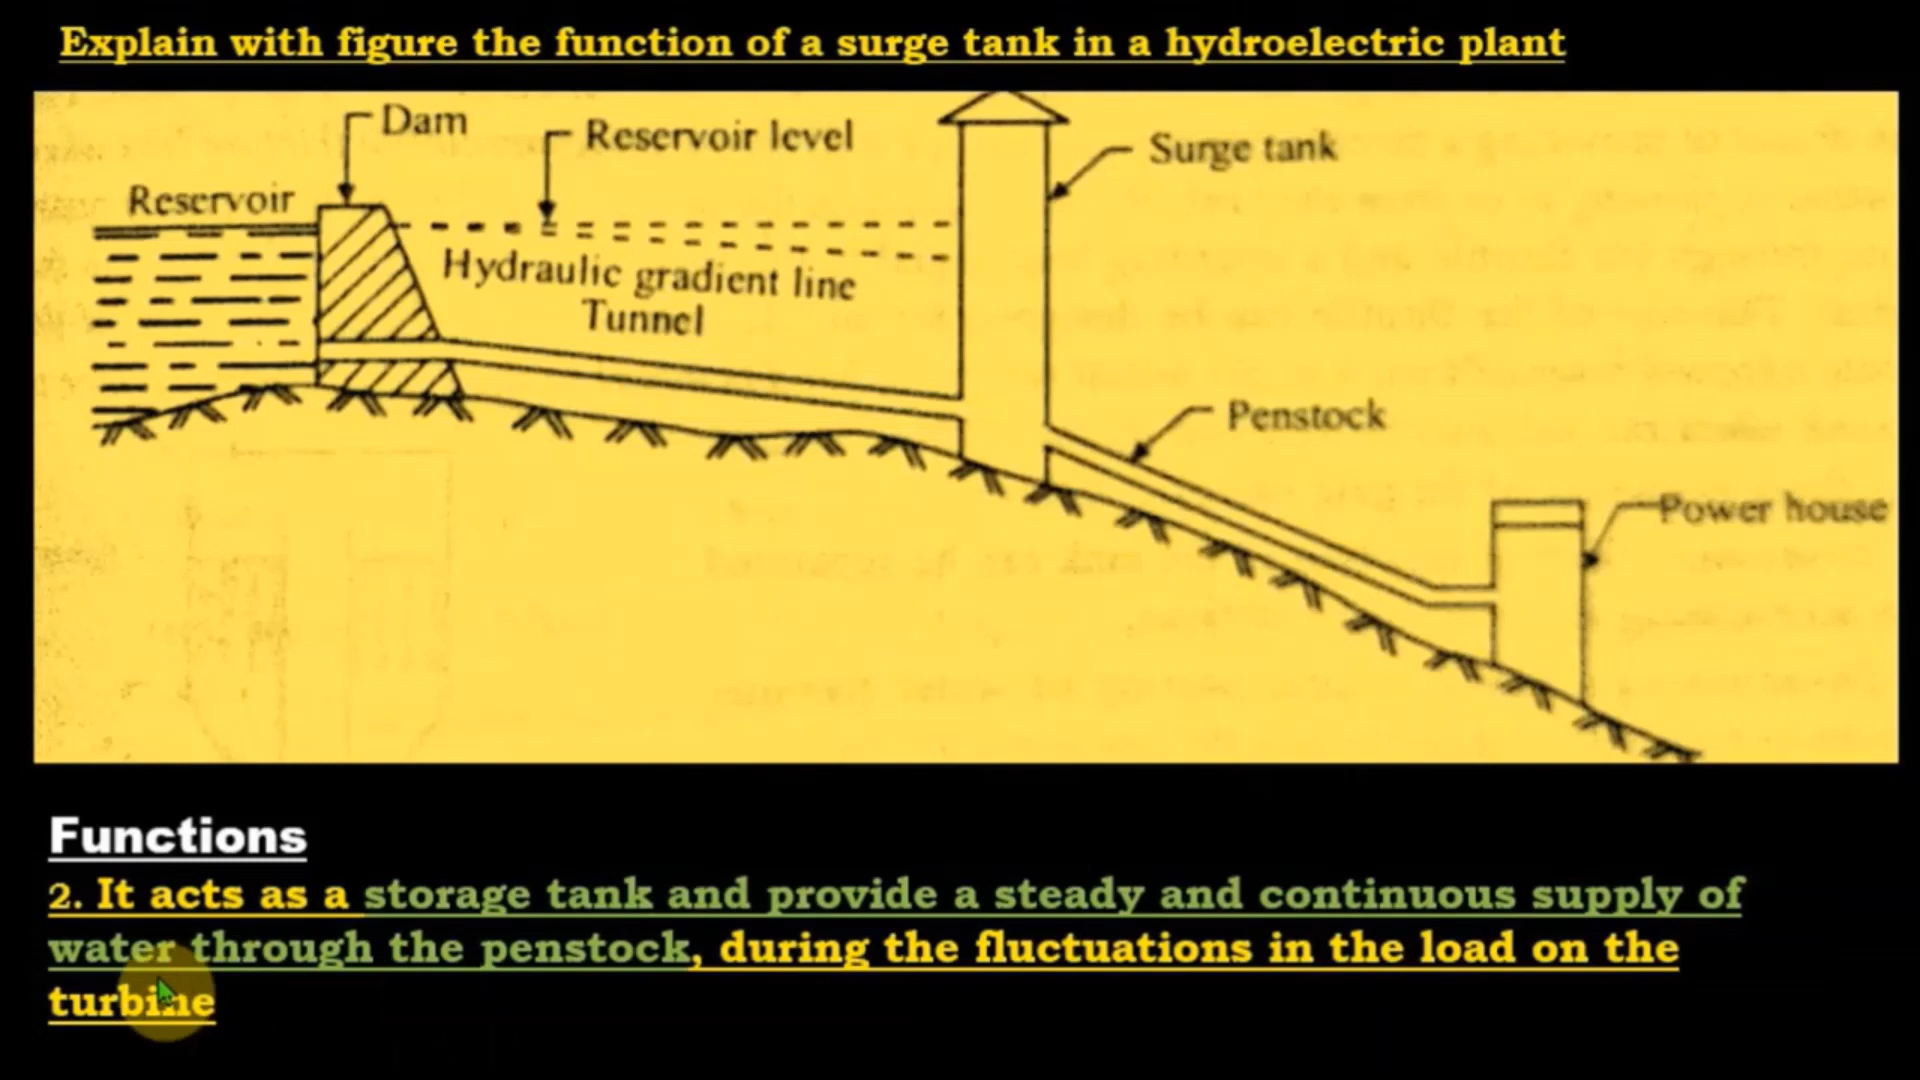 Explain with figure the function of a surge tank in a hydroelectric plant
Dam
Reservoir level
Surge tank
Reservoir
Hydraulic gradient line
Tunnel
Penstock
Power house
Functions
2. It acts as a storage tank and provide a steady and continuous supply of
water through the penstock, during the fluctuations in the load on the
turbine